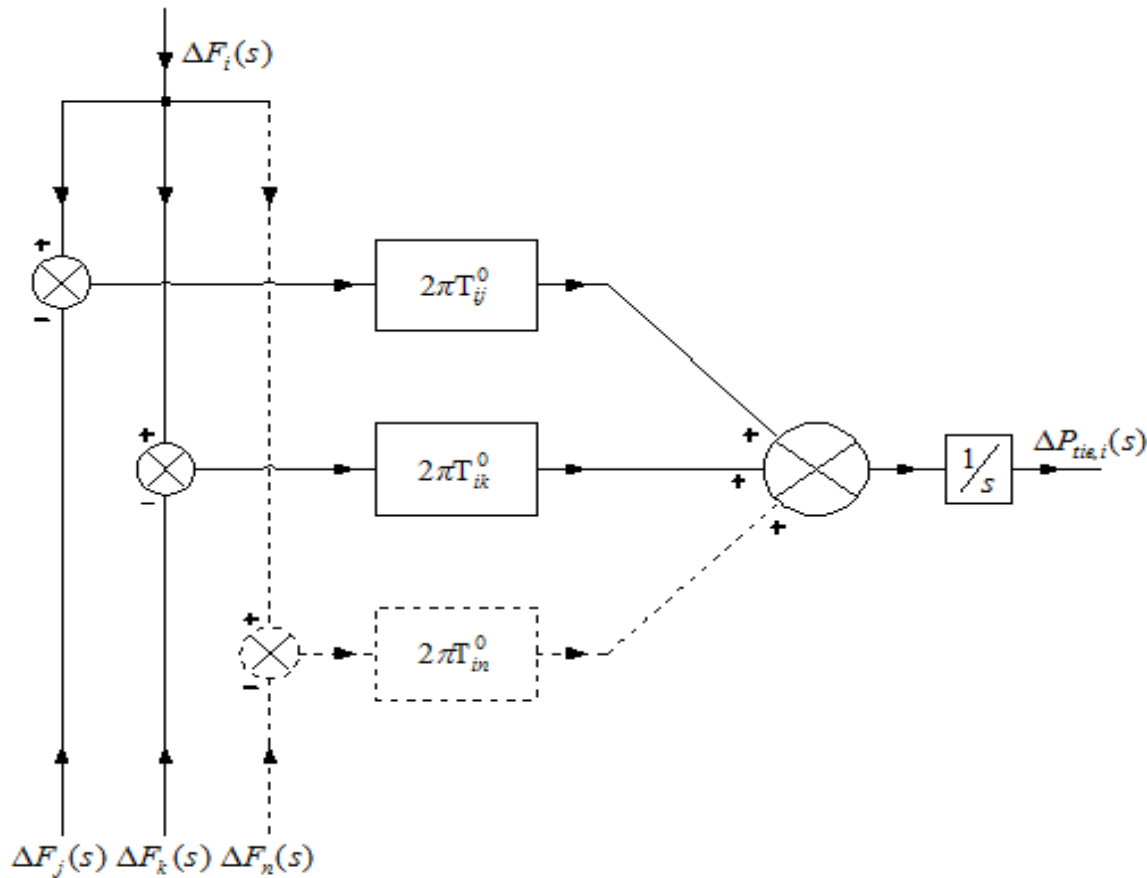 ΔF_i(s)
+
−
2πT_ij^0
+
−
2πT_ik^0
+
+
+
1/s
ΔP_tie,i(s)
+
−
2πT_in^0
ΔF_j(s) ΔF_k(s) ΔF_n(s)